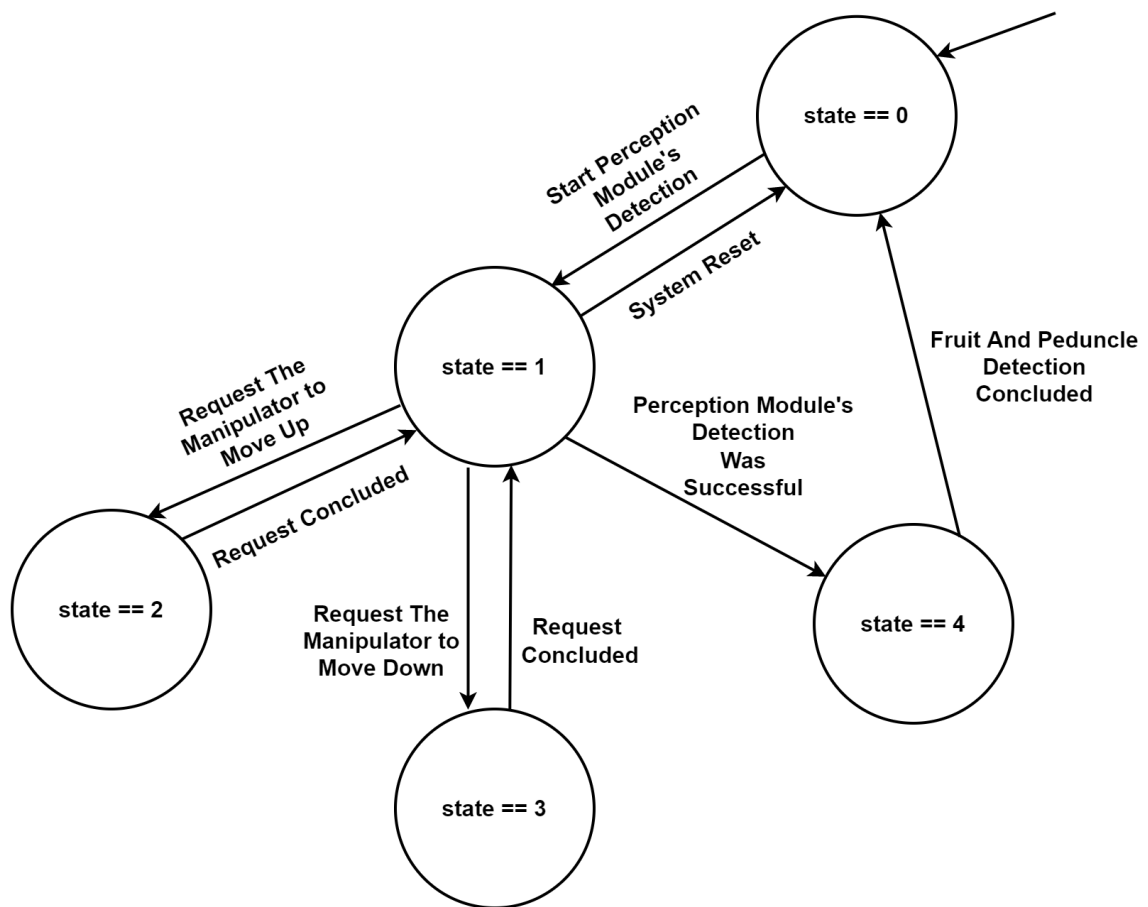 state == 0
Start Perception
Module's
Detection
System Reset
state == 1
Fruit And Peduncle
Detection
Concluded
Request The
Manipulator to
Move Up
Perception Module's
Detection
Was
Successful
Request Concluded
state == 2
Request The
Manipulator to
Move Down
Request
Concluded
state == 4
state == 3